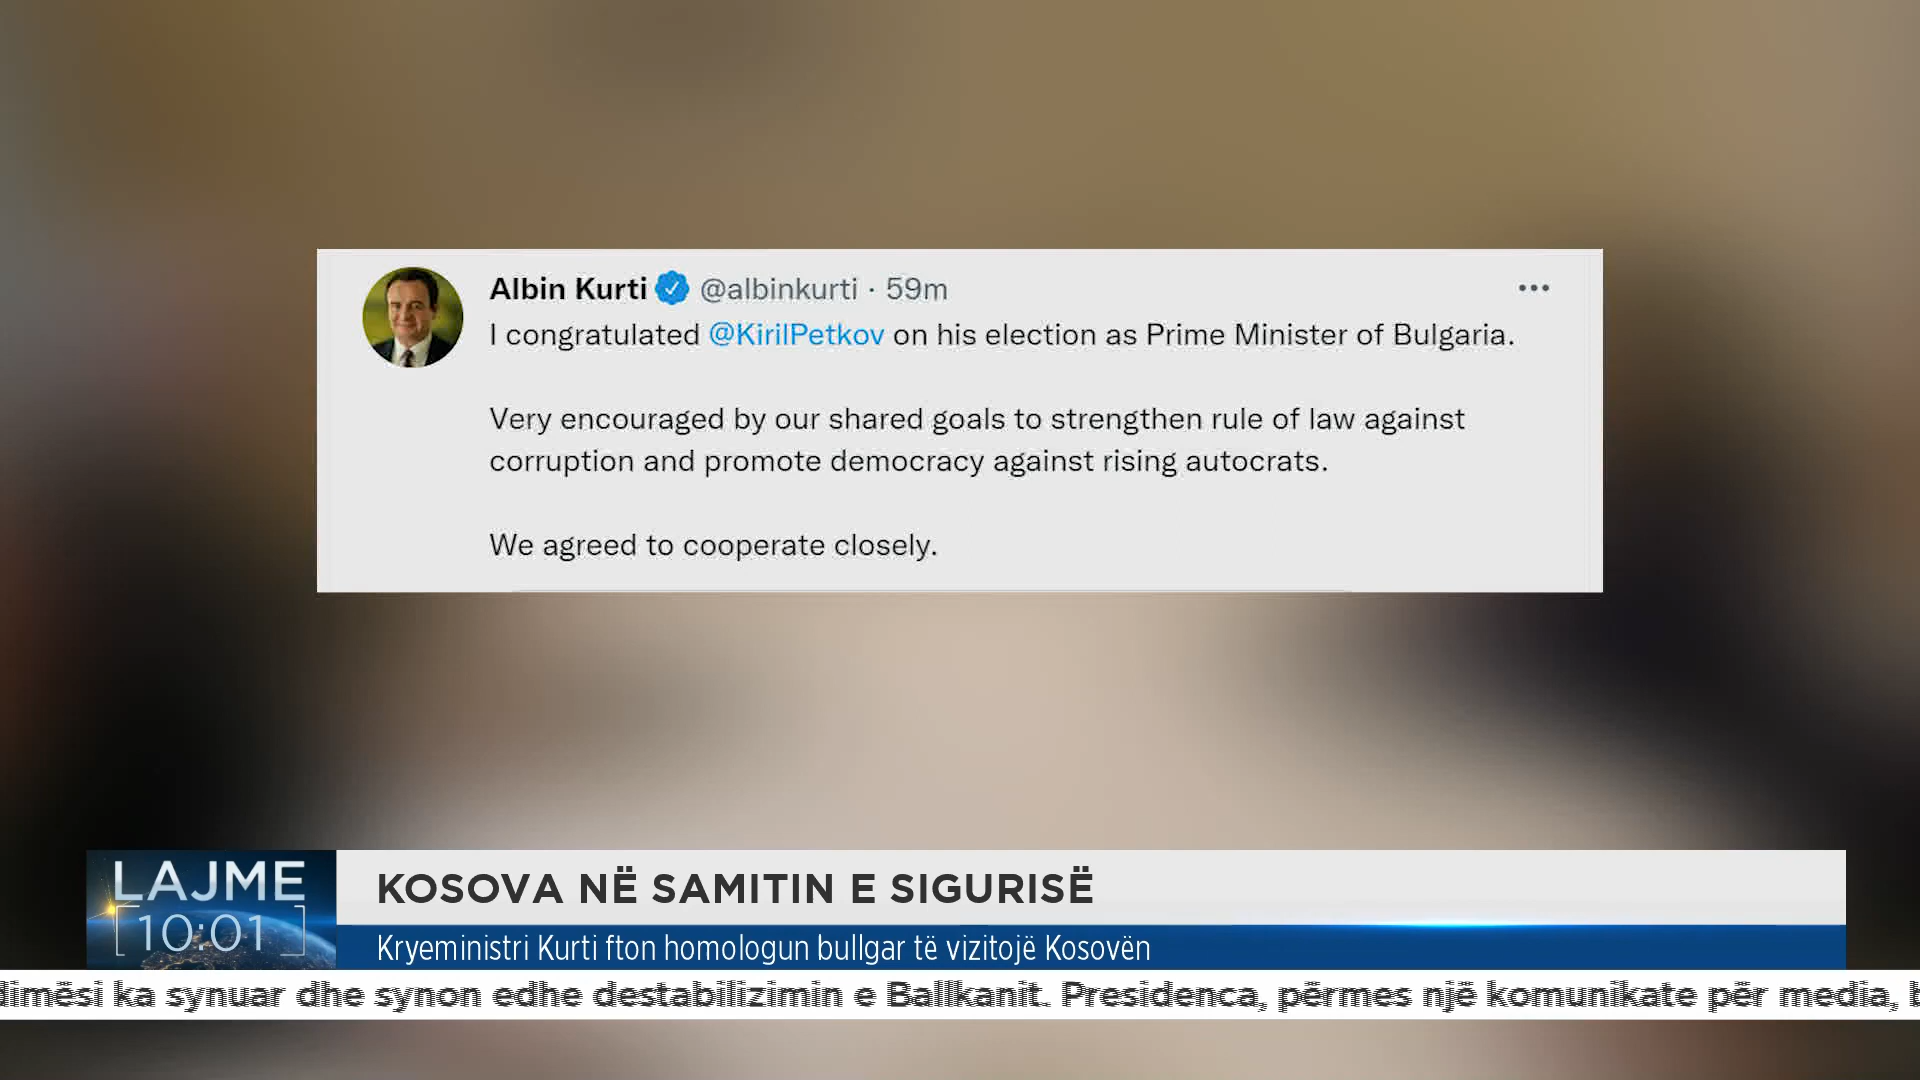 Albin Kurti @albinkurti · 59m
I congratulated @KirilPetkov on his election as Prime Minister of Bulgaria.
Very encouraged by our shared goals to strengthen rule of law against
corruption and promote democracy against rising autocrats.
We agreed to cooperate closely.
LAJME
10:01
KOSOVA NË SAMITIN E SIGURISË
Kryeministri Kurti fton homologun bullgar të vizitojë Kosovën
ka synuar dhe synon edhe destabilizimin e Ballkanit. Presidenca, përmes një komunikate për media,